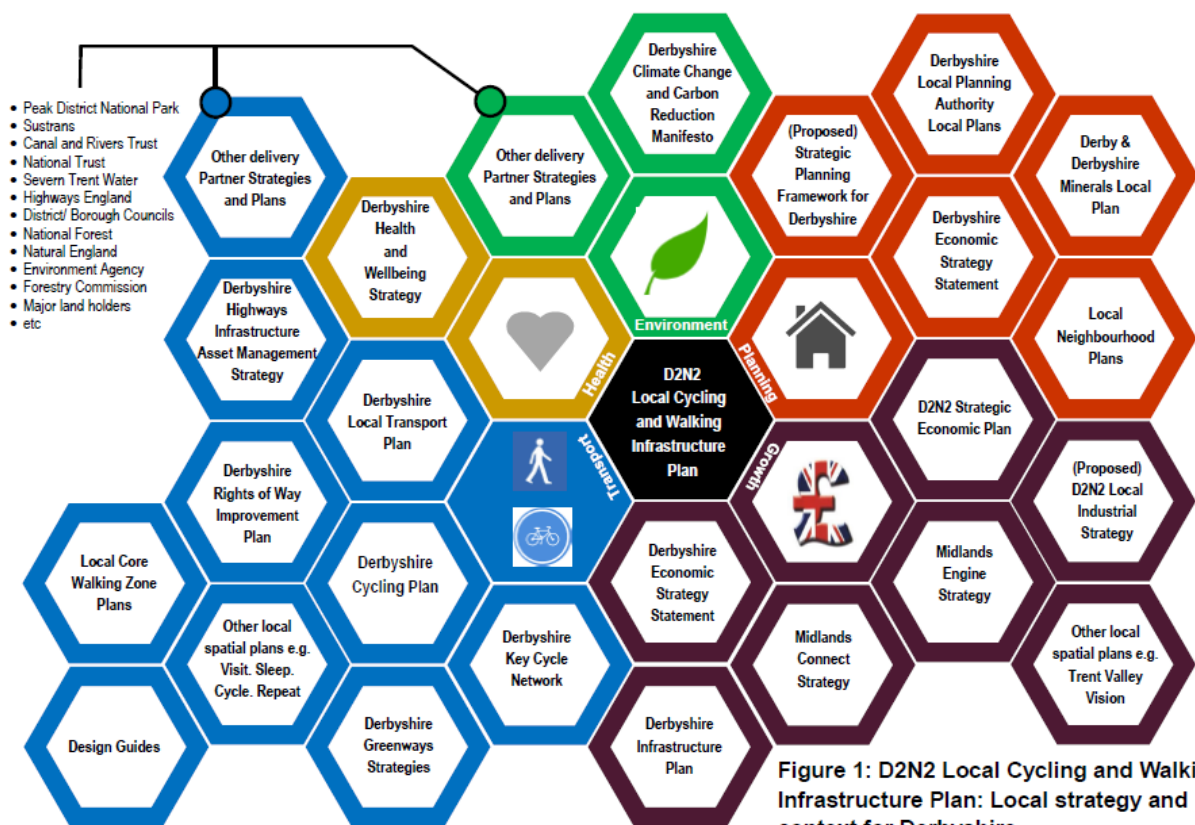 • Peak District National Park
• Sustrans
• Canal and Rivers Trust
• National Trust
• Severn Trent Water
• Highways England
• District/ Borough Councils
• National Forest
• Natural England
• Environment Agency
• Forestry Commission
• Major land holders
• etc
Other delivery
Partner Strategies
and Plans
Derbyshire
Health
and
Wellbeing
Strategy
Other delivery
Partner Strategies
and Plans
Derbyshire
Climate Change
and Carbon
Reduction
Manifesto
(Proposed)
Strategic
Planning
Framework for
Derbyshire
Derbyshire
Local Planning
Authority
Local Plans
Derby &
Derbyshire
Minerals Local
Plan
Derbyshire
Economic
Strategy
Statement
Local
Neighbourhood
Plans
Environment
Health
Planning
Transport
Growth
D2N2
Local Cycling
and Walking
Infrastructure
Plan
Derbyshire
Highways
Infrastructure
Asset Management
Strategy
Derbyshire
Local Transport
Plan
Derbyshire
Rights of Way
Improvement
Plan
Local Core
Walking Zone
Plans
Derbyshire
Cycling Plan
Other local
spatial plans e.g.
Visit. Sleep.
Cycle. Repeat
Derbyshire
Key Cycle
Network
Design Guides
Derbyshire
Greenways
Strategies
D2N2 Strategic
Economic Plan
(Proposed)
D2N2 Local
Industrial
Strategy
Derbyshire
Economic
Strategy
Statement
Midlands
Engine
Strategy
Midlands
Connect
Strategy
Other local
spatial plans e.g.
Trent Valley
Vision
Derbyshire
Infrastructure
Plan
Figure 1: D2N2 Local Cycling and Walki
Infrastructure Plan: Local strategy and
context for Derbyshire